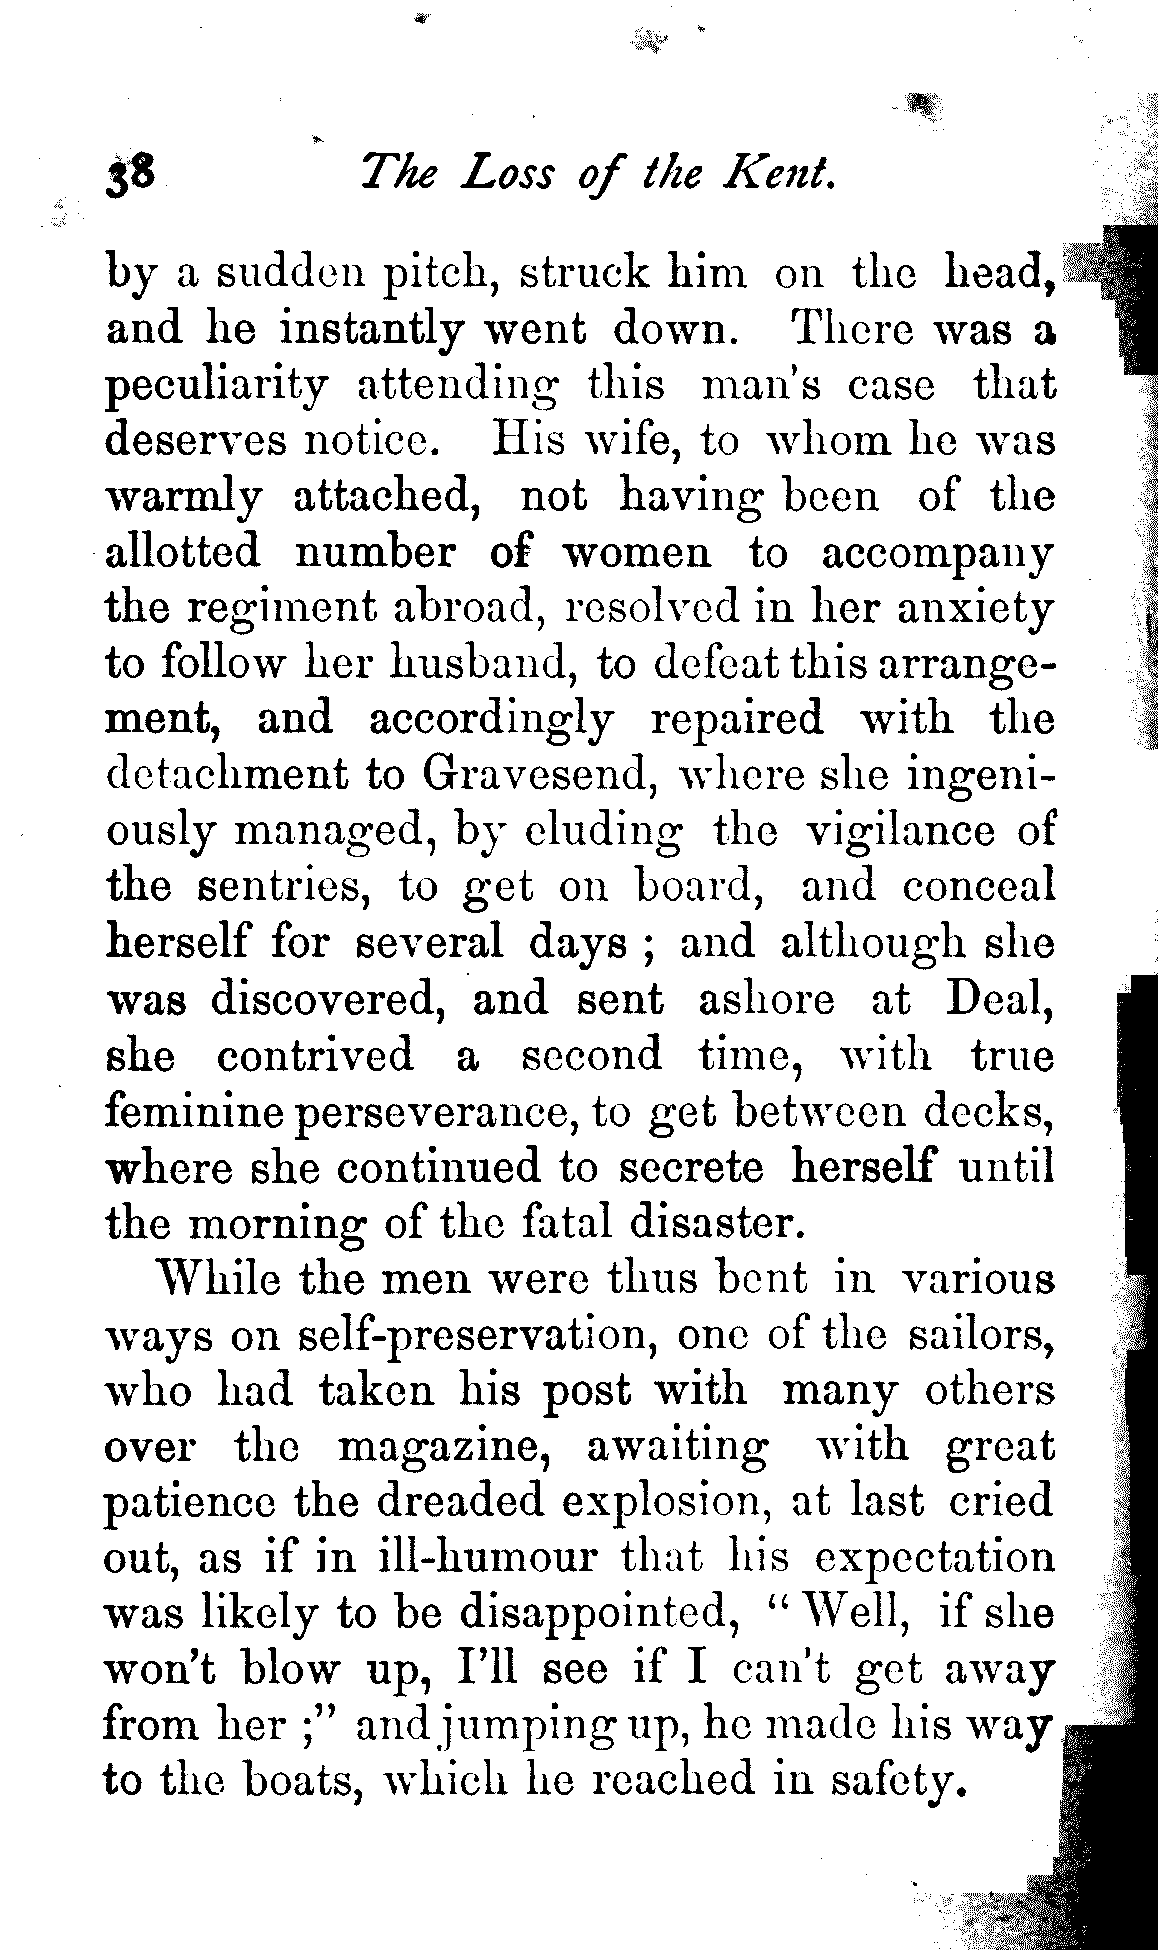 38 The Loss of the Kent.
by a sudden pitch, struck him on the head,
and he instantly went down. There was a
peculiarity attending this man's case that
deserves notice. His wife, to whom he was
warmly attached, not having been of the
allotted number of women to accompany
the regiment abroad, resolved in her anxiety
to follow her husband, to defeat this arrange-
ment, and accordingly repaired with the
detachment to Gravesend, where she ingeni-
ously managed, by eluding the vigilance of
the sentries, to get on board, and conceal
herself for several days ; and although she
was discovered, and sent ashore at Deal,
she contrived a second time, with true
feminine perseverance, to get between decks,
where she continued to secrete herself until
the morning of the fatal disaster.
While the men were thus bent in various
ways on self-preservation, one of the sailors,
who had taken his post with many others
over the magazine, awaiting with great
patience the dreaded explosion, at last cried
out, as if in ill-humour that his expectation
was likely to be disappointed, " Well, if she
won't blow up, I'll see if I can't get away
from her ;" and jumping up, he made his way
to the boats, which he reached in safety.